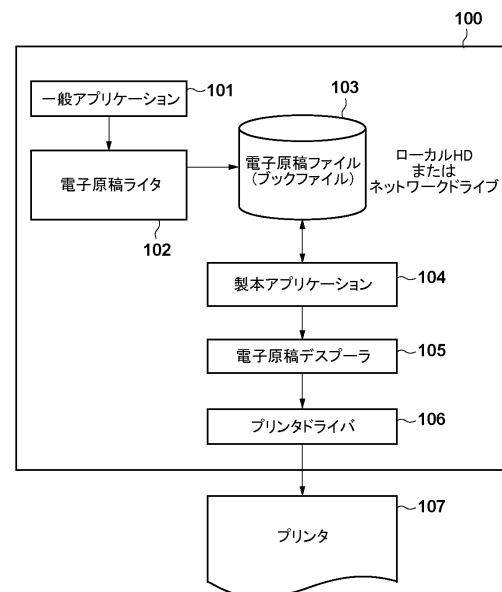 100
一般アプリケーション
101
103
電子原稿ファイル
(ブックファイル)
ローカルHD
または
ネットワークドライブ
電子原稿ライタ
102
製本アプリケーション
104
電子原稿デスプーラ
105
プリンタドライバ
106
プリンタ
107